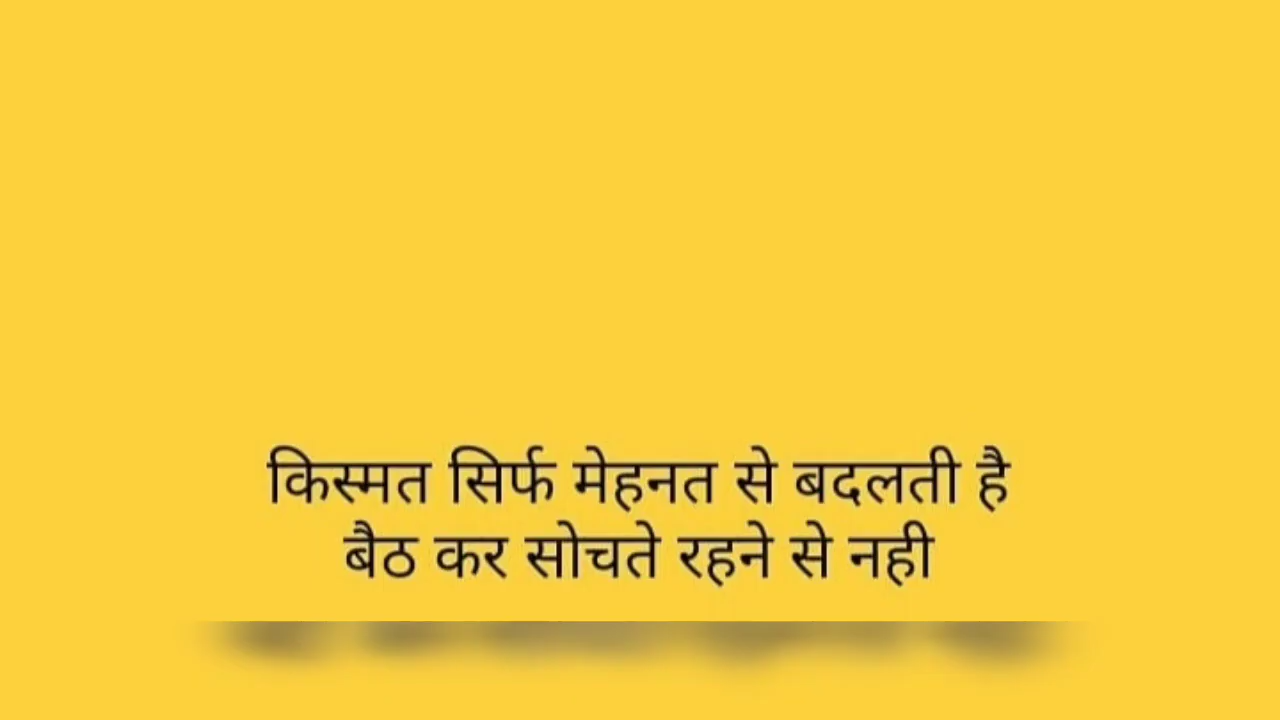 किस्मत सिर्फ मेहनत से बदलती है
बैठ कर सोचते रहने से नही